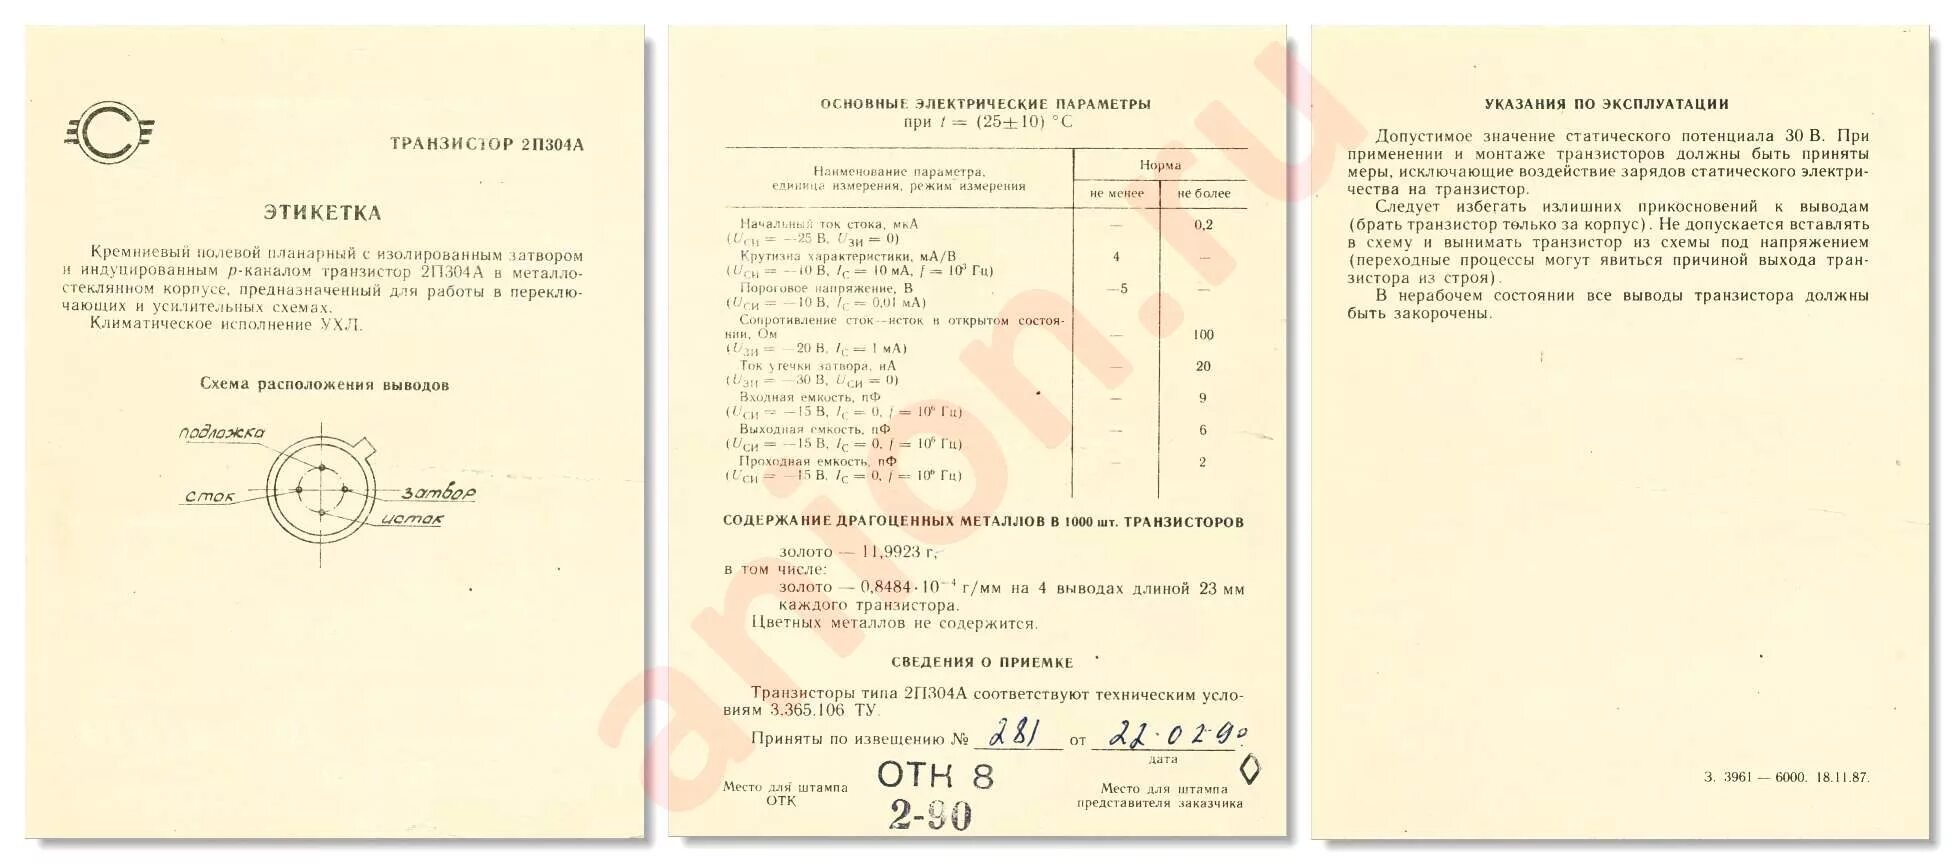 ТРАНЗИСТОР 2П304А
ЭТИКЕТКА
Кремниевый полевой планарный с изолированным затвором
и индуцированным р-каналом транзистор 2П304А в металло-
стеклянном корпусе, предназначенный для работы в переклю-
чающих и усилительных схемах.
Климатическое исполнение УХЛ.
Схема расположения выводов
подложка
сток
затвор
исток
ОСНОВНЫЕ ЭЛЕКТРИЧЕСКИЕ ПАРАМЕТРЫ
при t = (25±10) °С
Наименование параметра,
единица измерения, режим измерения
Норма
не менее
не более
Начальный ток стока, мкА — 0,2
(UСИ = —25 В, UЗИ = 0)
Крутизна характеристики, мА/В 4 —
(UСИ = —10 В, IС = 10 мА, f = 10³ Гц)
Пороговое напряжение, В —5 —
(UСИ = —10 В, IС = 0,01 мА)
Сопротивление сток—исток в открытом состоя-
нии, Ом — 100
(UЗИ = —20 В, IС = 1 мА)
Ток утечки затвора, нА — 20
(UЗИ = —30 В, UСИ = 0)
Входная емкость, пФ — 9
(UСИ = —15 В, IС = 0, f = 10⁶ Гц)
Выходная емкость, пФ — 6
(UСИ = —15 В, IС = 0, f = 10⁶ Гц)
Проходная емкость, пФ — 2
(UСИ = —15 В, IС = 0, f = 10⁶ Гц)
СОДЕРЖАНИЕ ДРАГОЦЕННЫХ МЕТАЛЛОВ В 1000 шт. ТРАНЗИСТОРОВ
золото — 11,9923 г,
в том числе:
золото — 0,8484·10⁻⁴ г/мм на 4 выводах длиной 23 мм
каждого транзистора.
Цветных металлов не содержится.
СВЕДЕНИЯ О ПРИЕМКЕ
Транзисторы типа 2П304А соответствуют техническим усло-
виям 3.365.106 ТУ.
Приняты по извещению № 281 от 22.02.90.
дата
Место для штампа
ОТК
ОТК 8
2-90
Место для штампа
представителя заказчика
УКАЗАНИЯ ПО ЭКСПЛУАТАЦИИ
Допустимое значение статического потенциала 30 В. При
применении и монтаже транзисторов должны быть приняты
меры, исключающие воздействие зарядов статического электри-
чества на транзистор.
Следует избегать излишних прикосновений к выводам
(брать транзистор только за корпус). Не допускается вставлять
в схему и вынимать транзистор из схемы под напряжением
(переходные процессы могут явиться причиной выхода тран-
зистора из строя).
В нерабочем состоянии все выводы транзистора должны
быть закорочены.
З. 3961 — 6000. 18.11.87.
anion.ru